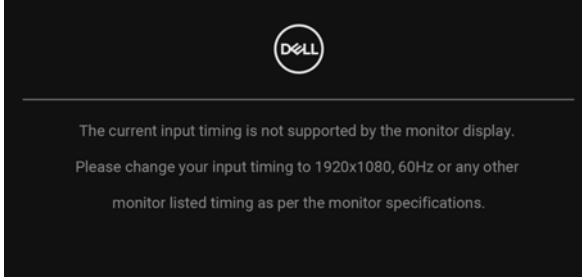 DELL
The current input timing is not supported by the monitor display.
Please change your input timing to 1920x1080, 60Hz or any other
monitor listed timing as per the monitor specifications.